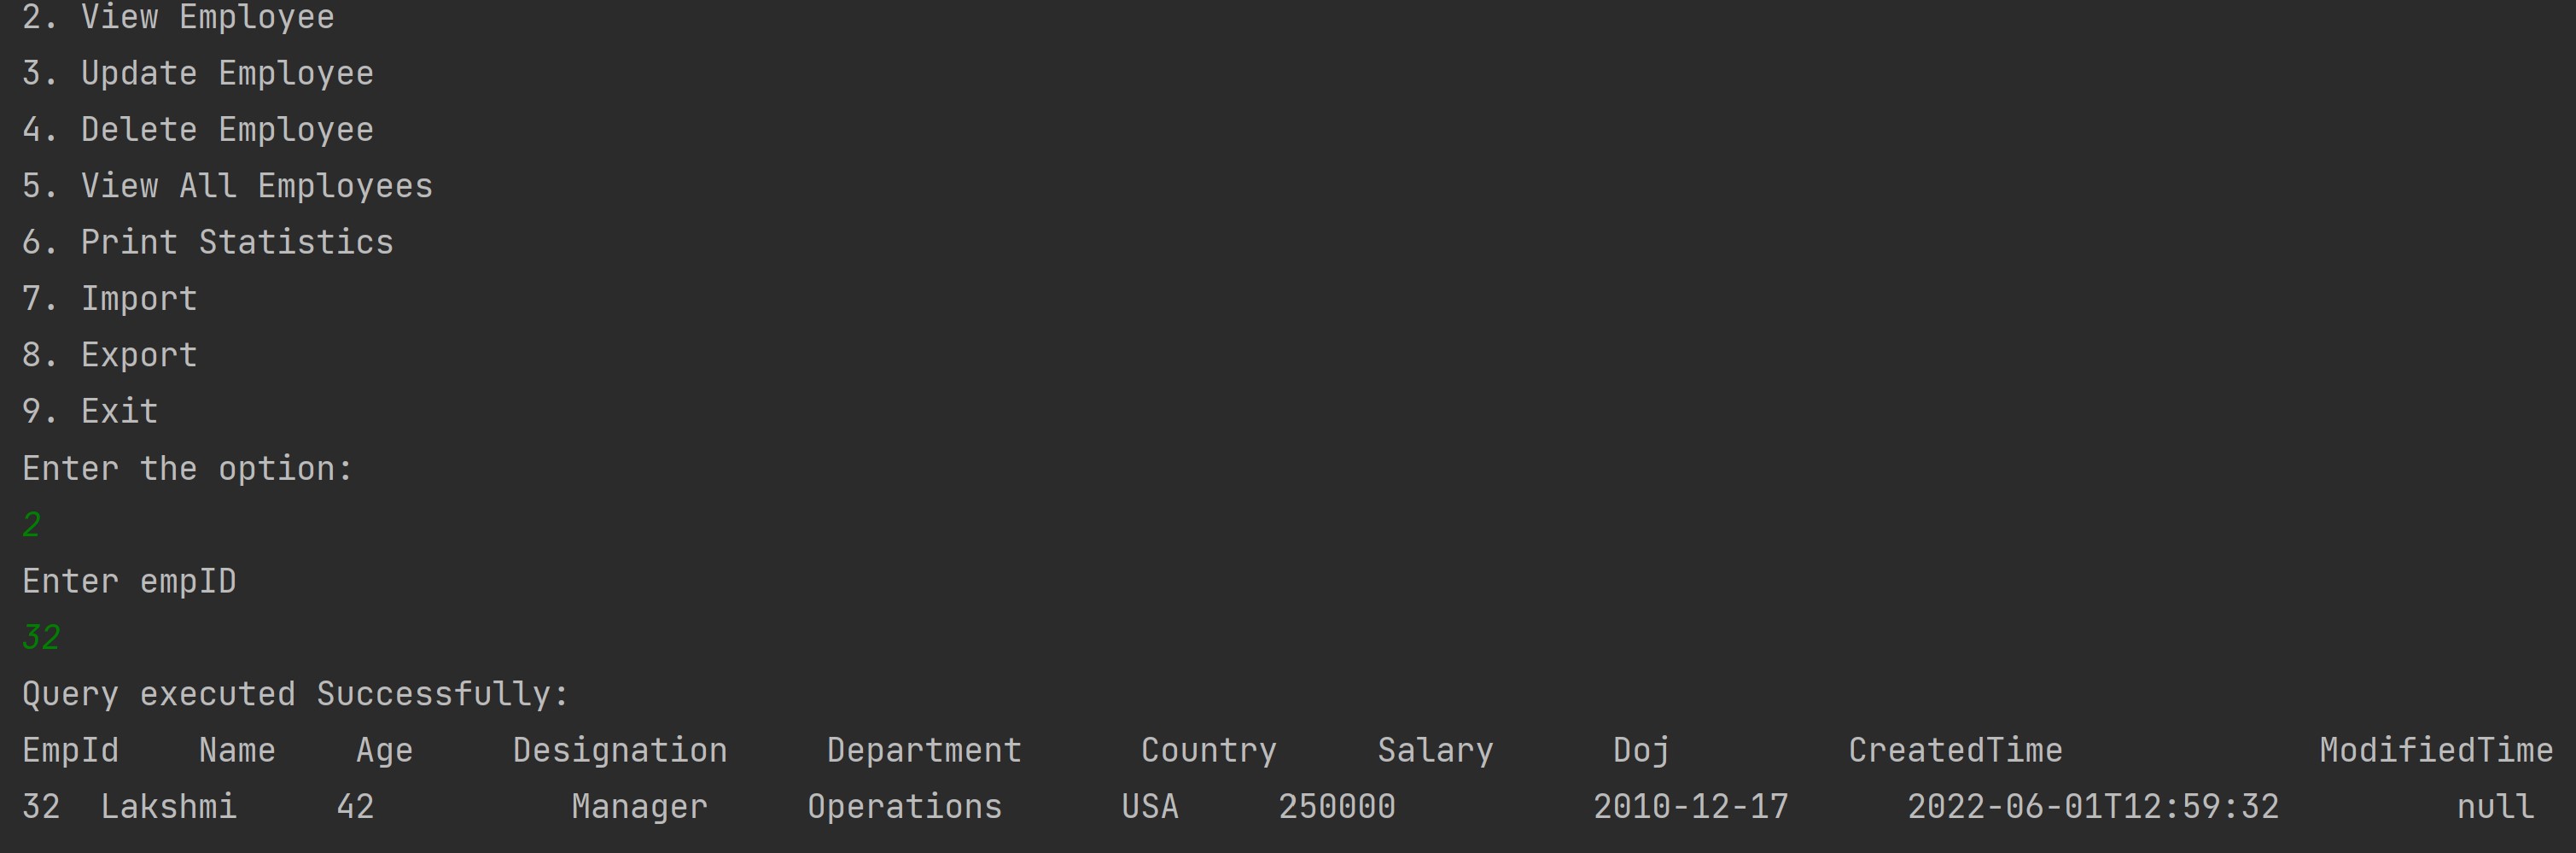 2. View Employee
3. Update Employee
4. Delete Employee
5. View All Employees
6. Print Statistics
7. Import
8. Export
9. Exit
Enter the option:
2
Enter empID
32
Query executed Successfully:
EmpId    Name    Age     Designation     Department      Country     Salary      Doj         CreatedTime             ModifiedTime
32  Lakshmi     42          Manager     Operations      USA     250000          2010-12-17      2022-06-01T12:59:32         null